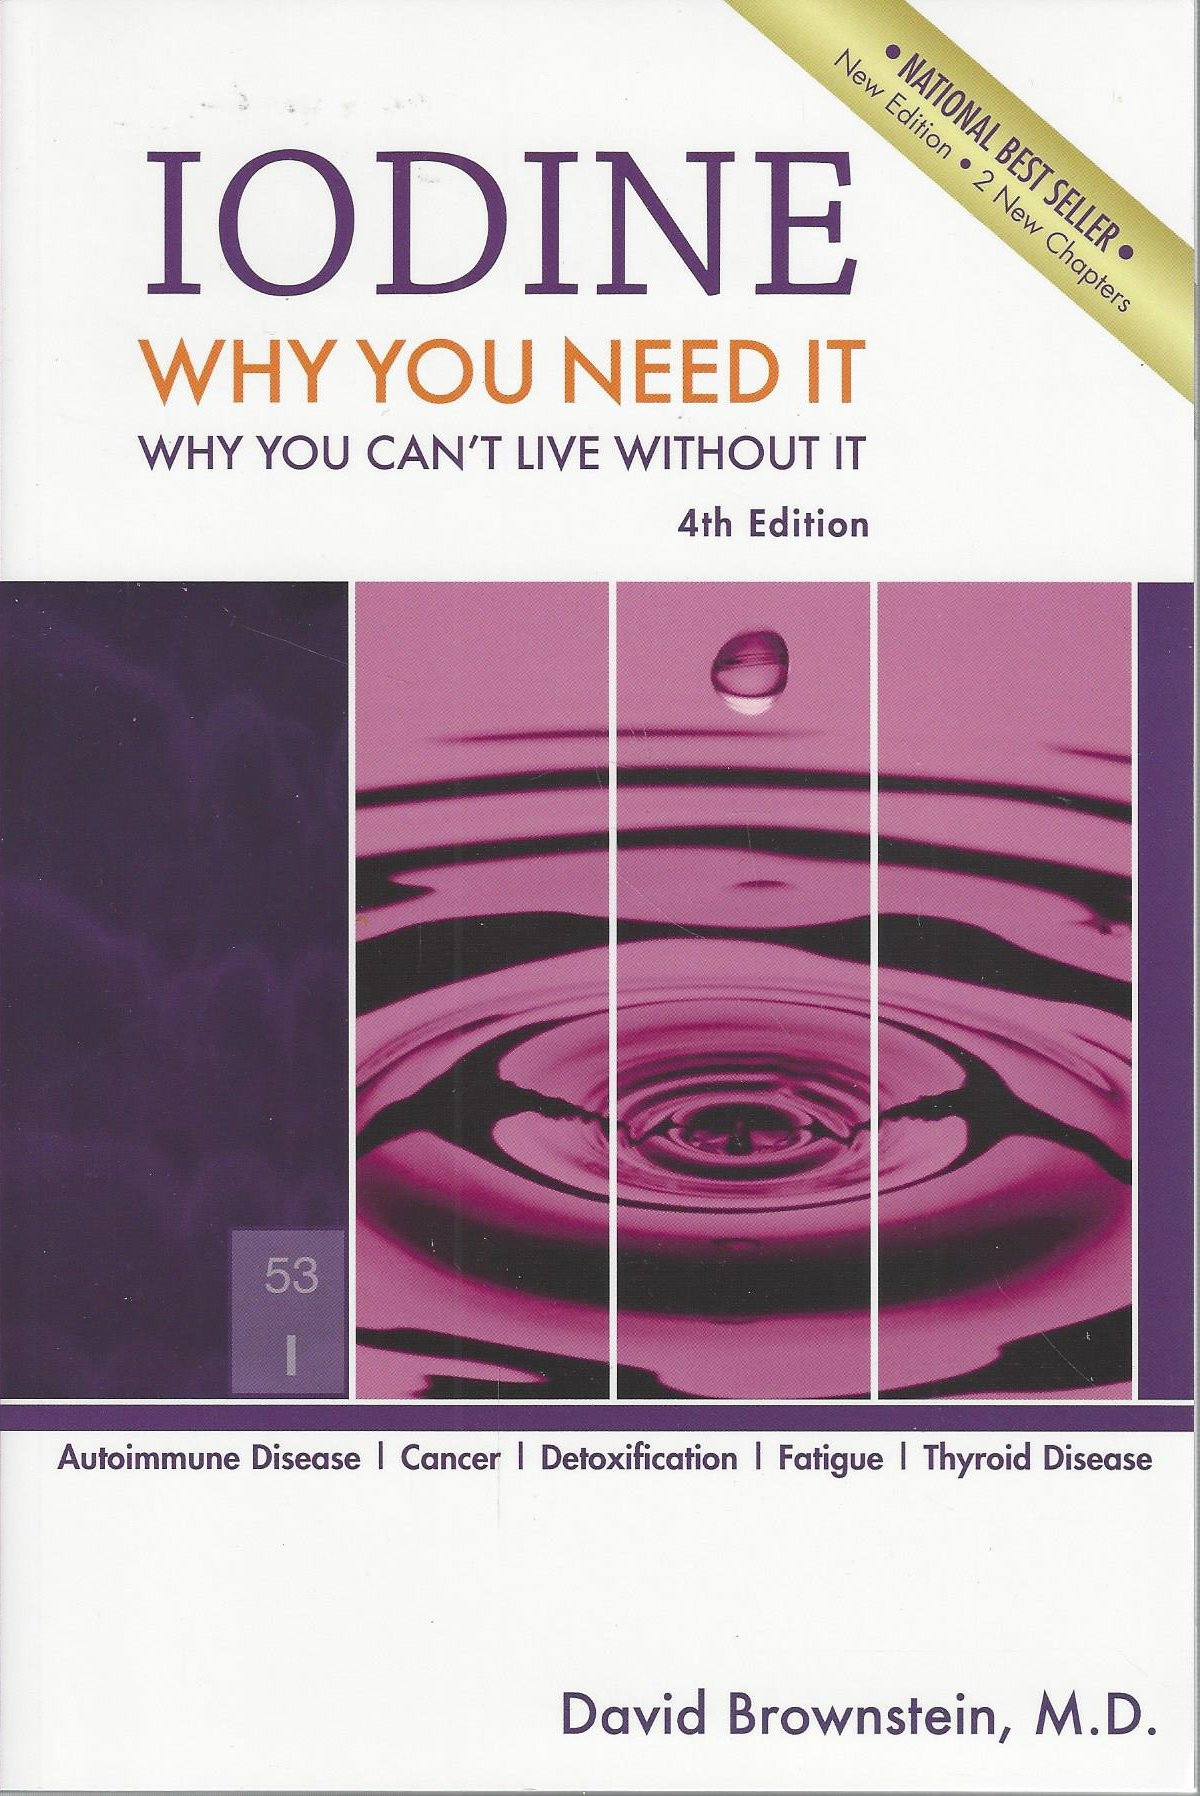 • NATIONAL BEST SELLER •
New Edition • 2 New Chapters
IODINE
WHY YOU NEED IT
WHY YOU CAN'T LIVE WITHOUT IT
4th Edition
53
I
Autoimmune Disease | Cancer | Detoxification | Fatigue | Thyroid Disease
David Brownstein, M.D.